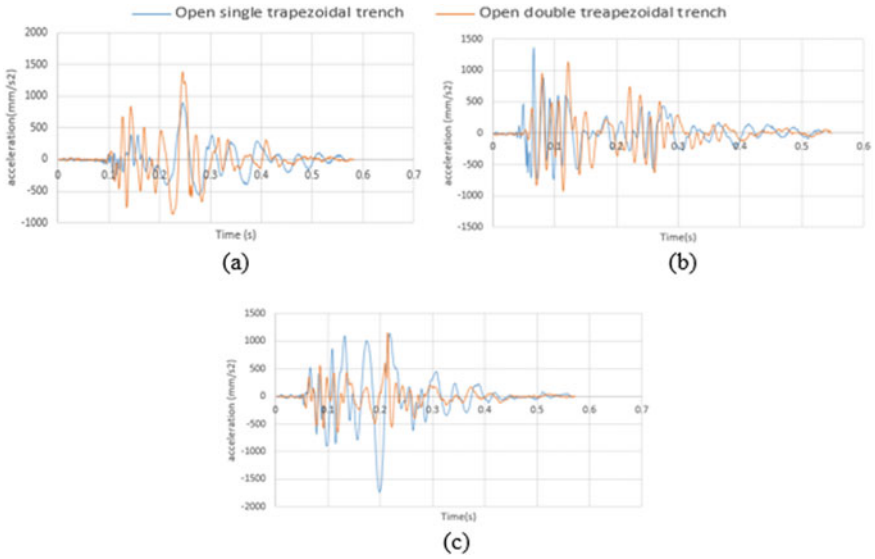 Open single trapezoidal trench
Open double treapezoidal trench
2000
1500
1000
500
0
-500
-1000
acceleration(mm/s2)
0 0.1 0.2 0.3 0.4 0.5 0.6 0.7
Time (s)
(a)
1500
1000
500
0
-500
-1000
-1500
acceleration (mm/s2)
0 0.1 0.2 0.3 0.4 0.5 0.6
Time(s)
(b)
1500
1000
500
0
-500
-1000
-1500
-2000
acceleration (mm/s2)
0 0.1 0.2 0.3 0.4 0.5 0.6 0.7
Time(s)
(c)